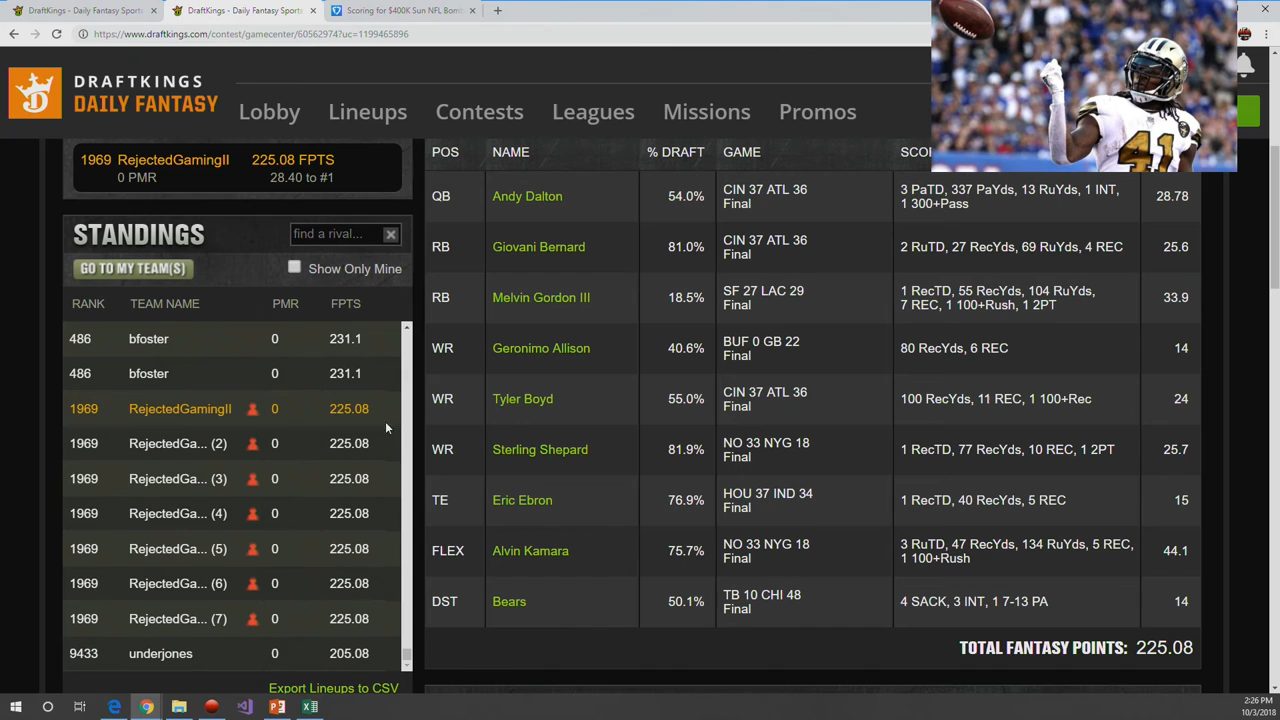 DraftKings - Daily Fantasy Sports
DraftKings - Daily Fantasy Sports
Scoring for $400K Sun NFL Bomb
https://www.draftkings.com/contest/gamecenter/60562974?uc=1199465896
DRAFTKINGS
DAILY FANTASY
Lobby Lineups Contests Leagues Missions Promos
1969 RejectedGamingII 225.08 FPTS
0 PMR 28.40 to #1
STANDINGS
find a rival...
GO TO MY TEAM(S) Show Only Mine
RANK TEAM NAME PMR FPTS
486 bfoster 0 231.1
486 bfoster 0 231.1
1969 RejectedGamingII 0 225.08
1969 RejectedGa... (2) 0 225.08
1969 RejectedGa... (3) 0 225.08
1969 RejectedGa... (4) 0 225.08
1969 RejectedGa... (5) 0 225.08
1969 RejectedGa... (6) 0 225.08
1969 RejectedGa... (7) 0 225.08
9433 underjones 0 205.08
Export Lineups to CSV
POS NAME % DRAFT GAME SCO
QB Andy Dalton 54.0% CIN 37 ATL 36 3 PaTD, 337 PaYds, 13 RuYds, 1 INT, 28.78
Final 1 300+Pass
RB Giovani Bernard 81.0% CIN 37 ATL 36 2 RuTD, 27 RecYds, 69 RuYds, 4 REC 25.6
Final
RB Melvin Gordon III 18.5% SF 27 LAC 29 1 RecTD, 55 RecYds, 104 RuYds, 33.9
Final 7 REC, 1 100+Rush, 1 2PT
WR Geronimo Allison 40.6% BUF 0 GB 22 80 RecYds, 6 REC 14
Final
WR Tyler Boyd 55.0% CIN 37 ATL 36 100 RecYds, 11 REC, 1 100+Rec 24
Final
WR Sterling Shepard 81.9% NO 33 NYG 18 1 RecTD, 77 RecYds, 10 REC, 1 2PT 25.7
Final
TE Eric Ebron 76.9% HOU 37 IND 34 1 RecTD, 40 RecYds, 5 REC 15
Final
FLEX Alvin Kamara 75.7% NO 33 NYG 18 3 RuTD, 47 RecYds, 134 RuYds, 5 REC, 44.1
Final 1 100+Rush
DST Bears 50.1% TB 10 CHI 48 4 SACK, 3 INT, 1 7-13 PA 14
Final
TOTAL FANTASY POINTS: 225.08
41
2:26 PM
10/3/2018